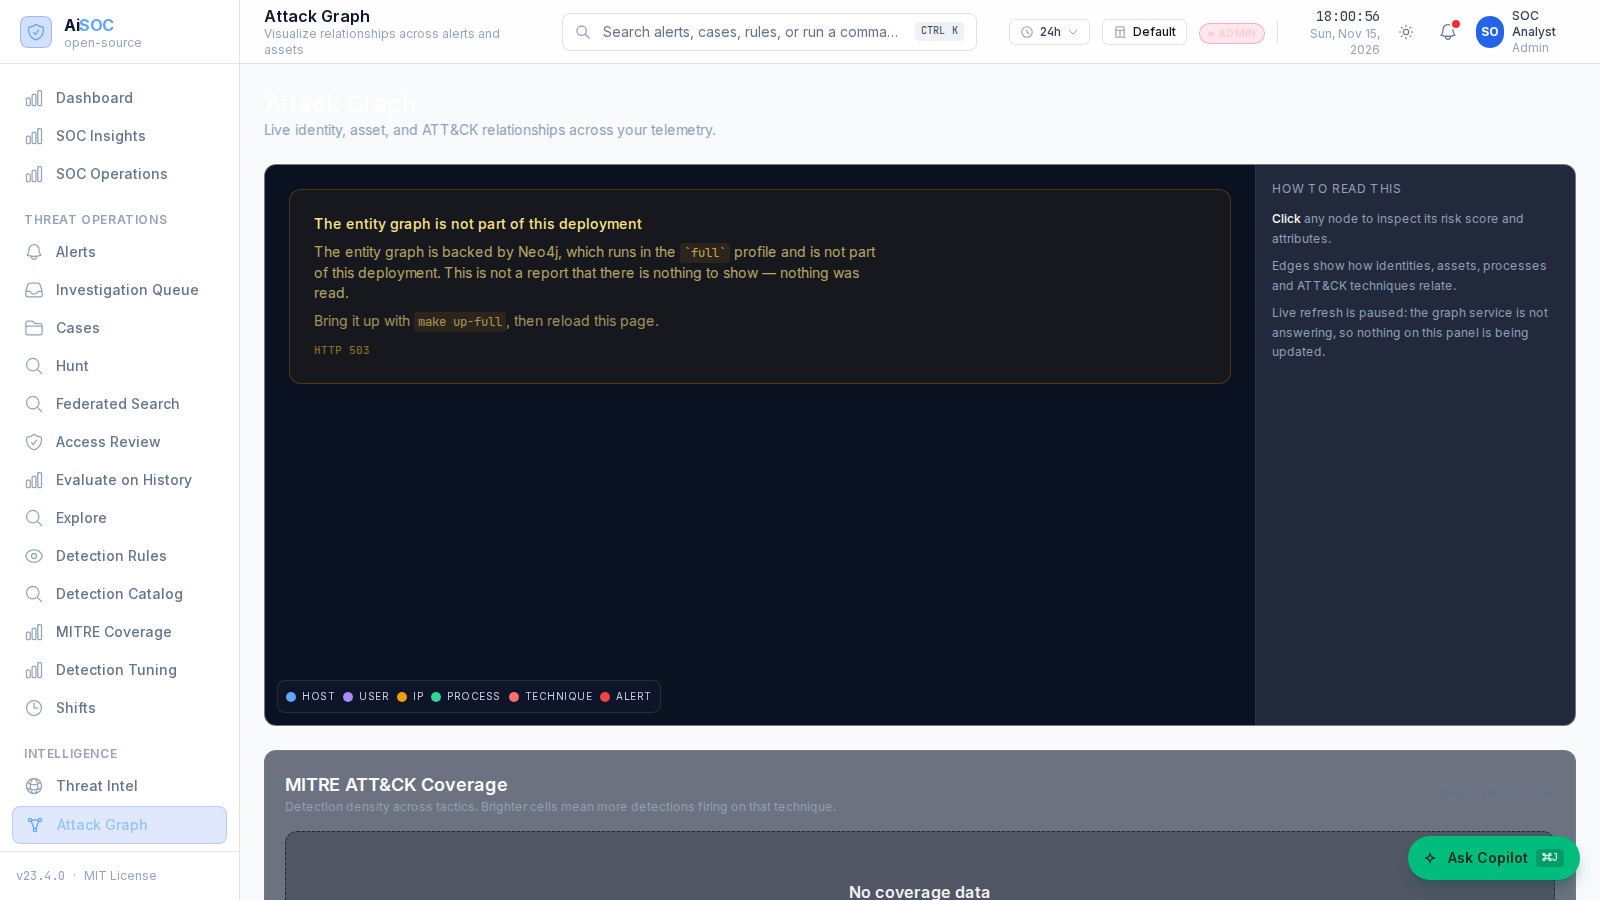 AiSOC
open-source
Attack Graph
Visualize relationships across alerts and
assets
Search alerts, cases, rules, or run a comma...
CTRL K
24h
Default
ADMIN
18:00:56
Sun, Nov 15,
2026
SO
SOC
Analyst
Admin
Dashboard
SOC Insights
SOC Operations
THREAT OPERATIONS
Alerts
Investigation Queue
Cases
Hunt
Federated Search
Access Review
Evaluate on History
Explore
Detection Rules
Detection Catalog
MITRE Coverage
Detection Tuning
Shifts
INTELLIGENCE
Threat Intel
Attack Graph
v23.4.0 · MIT License
Attack Graph
Live identity, asset, and ATT&CK relationships across your telemetry.
The entity graph is not part of this deployment
The entity graph is backed by Neo4j, which runs in the `full` profile and is not part
of this deployment. This is not a report that there is nothing to show — nothing was
read.
Bring it up with make up-full, then reload this page.
HTTP 503
HOST
USER
IP
PROCESS
TECHNIQUE
ALERT
HOW TO READ THIS
Click any node to inspect its risk score and
attributes.
Edges show how identities, assets, processes
and ATT&CK techniques relate.
Live refresh is paused: the graph service is not
answering, so nothing on this panel is being
updated.
MITRE ATT&CK Coverage
Detection density across tactics. Brighter cells mean more detections firing on that technique.
No coverage data
Ask Copilot
⌘J